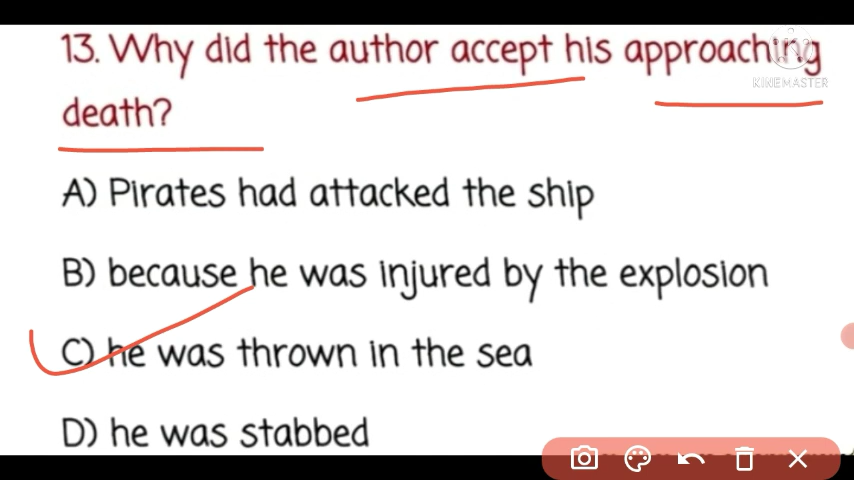 13. Why did the author accept his approaching
KINEMASTER
death?
A) Pirates had attacked the ship
B) because he was injured by the explosion
C) he was thrown in the sea
D) he was stabbed